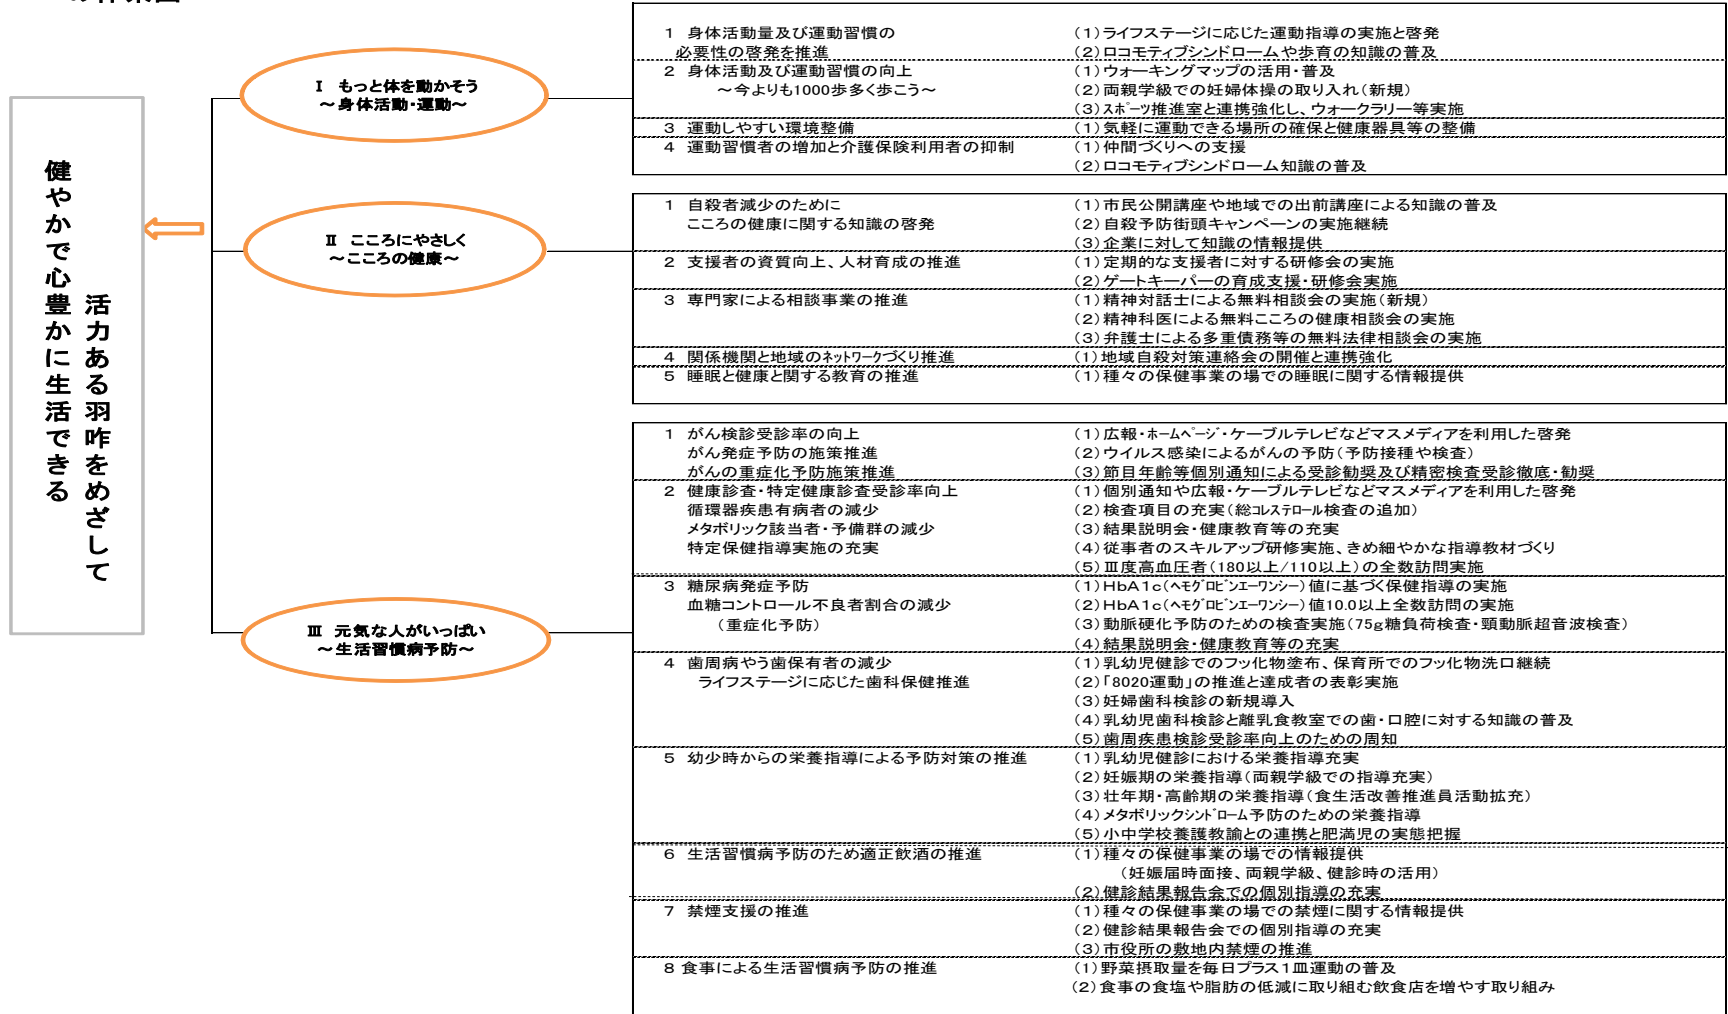 健やかで心豊かに生活できる
活力ある羽咋をめざして
Ⅰ　もっと体を動かそう
～身体活動・運動～
1　身体活動量及び運動習慣の
必要性の啓発を推進
（1）ライフステージに応じた運動指導の実施と啓発
（2）ロコモティブシンドロームや歩育の知識の普及
2　身体活動及び運動習慣の向上
～今よりも1000歩多く歩こう～
（1）ウォーキングマップの活用・普及
（2）両親学級での妊婦体操の取り入れ（新規）
（3）ｽﾎﾟｰﾂ推進室と連携強化し、ウォークラリー等実施
3　運動しやすい環境整備
（1）気軽に運動できる場所の確保と健康器具等の整備
4　運動習慣者の増加と介護保険利用者の抑制
（1）仲間づくりへの支援
（2）ロコモティブシンドローム知識の普及
Ⅱ　こころにやさしく
～こころの健康～
1　自殺者減少のために
こころの健康に関する知識の啓発
（1）市民公開講座や地域での出前講座による知識の普及
（2）自殺予防街頭キャンペーンの実施継続
（3）企業に対して知識の情報提供
2　支援者の資質向上、人材育成の推進
（1）定期的な支援者に対する研修会の実施
（2）ゲートキーパーの育成支援・研修会実施
3　専門家による相談事業の推進
（1）精神対話士による無料相談会の実施（新規）
（2）精神科医による無料こころの健康相談会の実施
（3）弁護士による多重債務等の無料法律相談会の実施
4　関係機関と地域のﾈｯﾄﾜｰｸづくり推進
（1）地域自殺対策連絡会の開催と連携強化
5　睡眠と健康と関する教育の推進
（1）種々の保健事業の場での睡眠に関する情報提供
Ⅲ　元気な人がいっぱい
～生活習慣病予防～
1　がん検診受診率の向上
がん発症予防の施策推進
がんの重症化予防施策推進
（1）広報・ﾎｰﾑﾍﾟｰｼﾞ・ケーブルテレビなどマスメディアを利用した啓発
（2）ウイルス感染によるがんの予防（予防接種や検査）
（3）節目年齢等個別通知による受診勧奨及び精密検査受診徹底・勧奨
2　健康診査・特定健康診査受診率向上
循環器疾患有病者の減少
メタボリック該当者・予備群の減少
特定保健指導実施の充実
（1）個別通知や広報・ケーブルテレビなどマスメディアを利用した啓発
（2）検査項目の充実（総ｺﾚｽﾃﾛｰﾙ検査の追加）
（3）結果説明会・健康教育等の充実
（4）従事者のスキルアップ研修実施、きめ細やかな指導教材づくり
（5）Ⅲ度高血圧者（180以上/110以上）の全数訪問実施
3　糖尿病発症予防
血糖コントロール不良者割合の減少
（重症化予防）
（1）HbA1c（ﾍﾓｸﾞﾛﾋﾞﾝエーワンシー）値に基づく保健指導の実施
（2）HbA1c（ﾍﾓｸﾞﾛﾋﾞﾝエーワンシー）値10.0以上全数訪問の実施
（3）動脈硬化予防のための検査実施（75g糖負荷検査・頸動脈超音波検査）
（4）結果説明会・健康教育等の充実
4　歯周病やう歯保有者の減少
ライフステージに応じた歯科保健推進
（1）乳幼児健診でのフッ化物塗布、保育所でのフッ化物洗口継続
（2）「8020運動」の推進と達成者の表彰実施
（3）妊婦歯科検診の新規導入
（4）乳幼児歯科検診と離乳食教室での歯・口腔に対する知識の普及
（5）歯周疾患検診受診率向上のための周知
5　幼少時からの栄養指導による予防対策の推進
（1）乳幼児健診における栄養指導充実
（2）妊娠期の栄養指導（両親学級での指導充実）
（3）壮年期・高齢期の栄養指導（食生活改善推進員活動拡充）
（4）メタボリックシンﾄﾞﾛｰﾑ予防のための栄養指導
（5）小中学校養護教諭との連携と肥満児の実態把握
6　生活習慣病予防のため適正飲酒の推進
（1）種々の保健事業の場での情報提供
（妊娠届時面接、両親学級、健診時の活用）
（2）健診結果報告会での個別指導の充実
7　禁煙支援の推進
（1）種々の保健事業の場での禁煙に関する情報提供
（2）健診結果報告会での個別指導の充実
（3）市役所の敷地内禁煙の推進
8 食事による生活習慣病予防の推進
（1）野菜摂取量を毎日プラス1皿運動の普及
（2）食事の食塩や脂肪の低減に取り組む飲食店を増やす取り組み